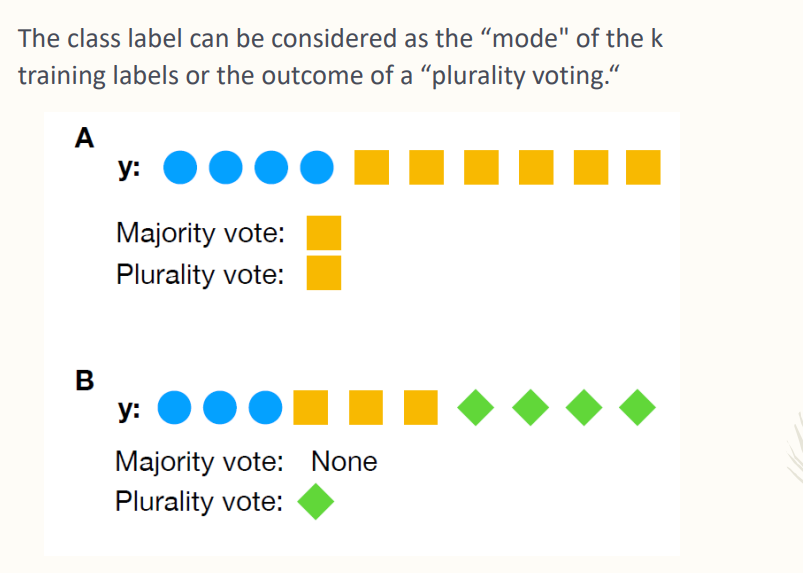 The class label can be considered as the “mode" of the k
training labels or the outcome of a “plurality voting.“
A
y:
Majority vote:
Plurality vote:
B
y:
Majority vote: None
Plurality vote: